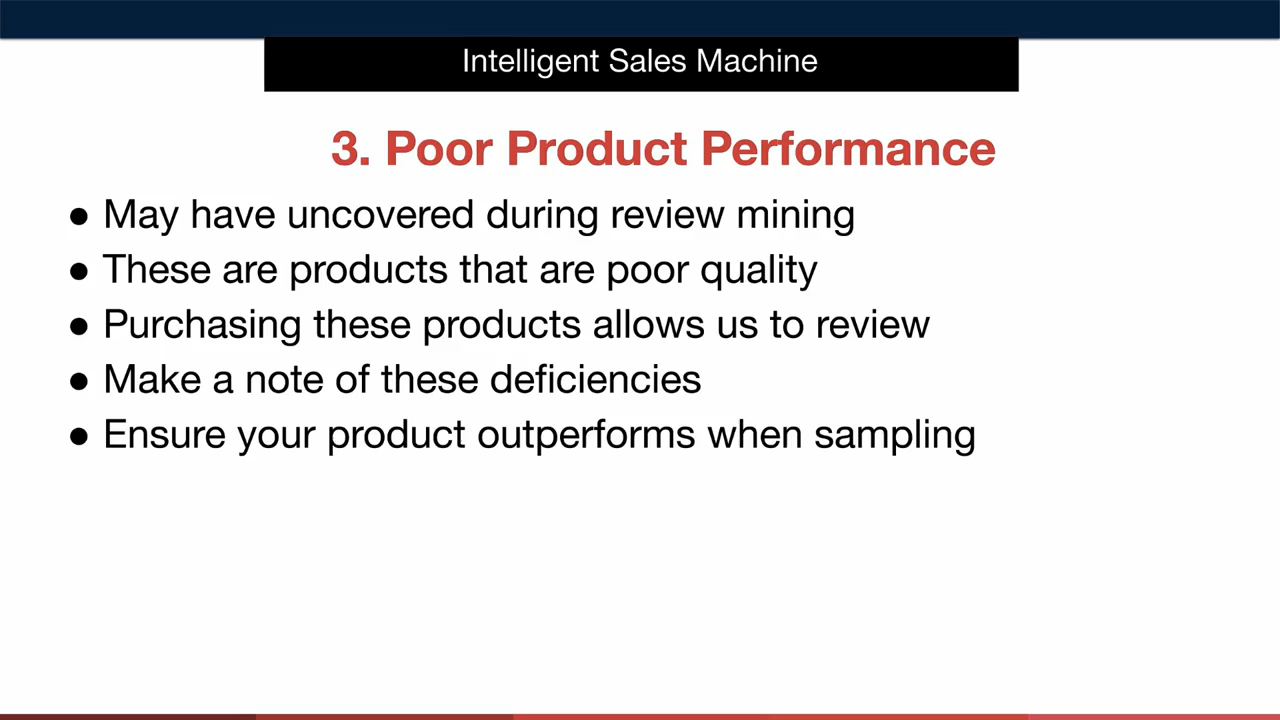 Intelligent Sales Machine
3. Poor Product Performance
● May have uncovered during review mining
● These are products that are poor quality
● Purchasing these products allows us to review
● Make a note of these deficiencies
● Ensure your product outperforms when sampling